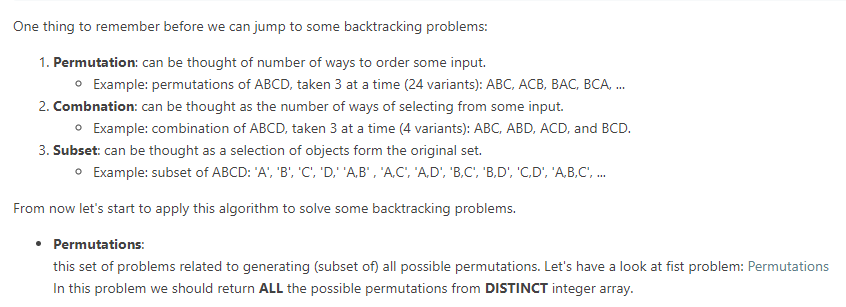 One thing to remember before we can jump to some backtracking problems:
1. Permutation: can be thought of number of ways to order some input.
Example: permutations of ABCD, taken 3 at a time (24 variants): ABC, ACB, BAC, BCA, ...
2. Combnation: can be thought as the number of ways of selecting from some input.
Example: combination of ABCD, taken 3 at a time (4 variants): ABC, ABD, ACD, and BCD.
3. Subset: can be thought as a selection of objects form the original set.
Example: subset of ABCD: 'A', 'B', 'C', 'D,' 'A,B' , 'A,C', 'A,D', 'B,C', 'B,D', 'C,D', 'A,B,C', ...
From now let's start to apply this algorithm to solve some backtracking problems.
Permutations:
this set of problems related to generating (subset of) all possible permutations. Let's have a look at fist problem: Permutations
In this problem we should return ALL the possible permutations from DISTINCT integer array.